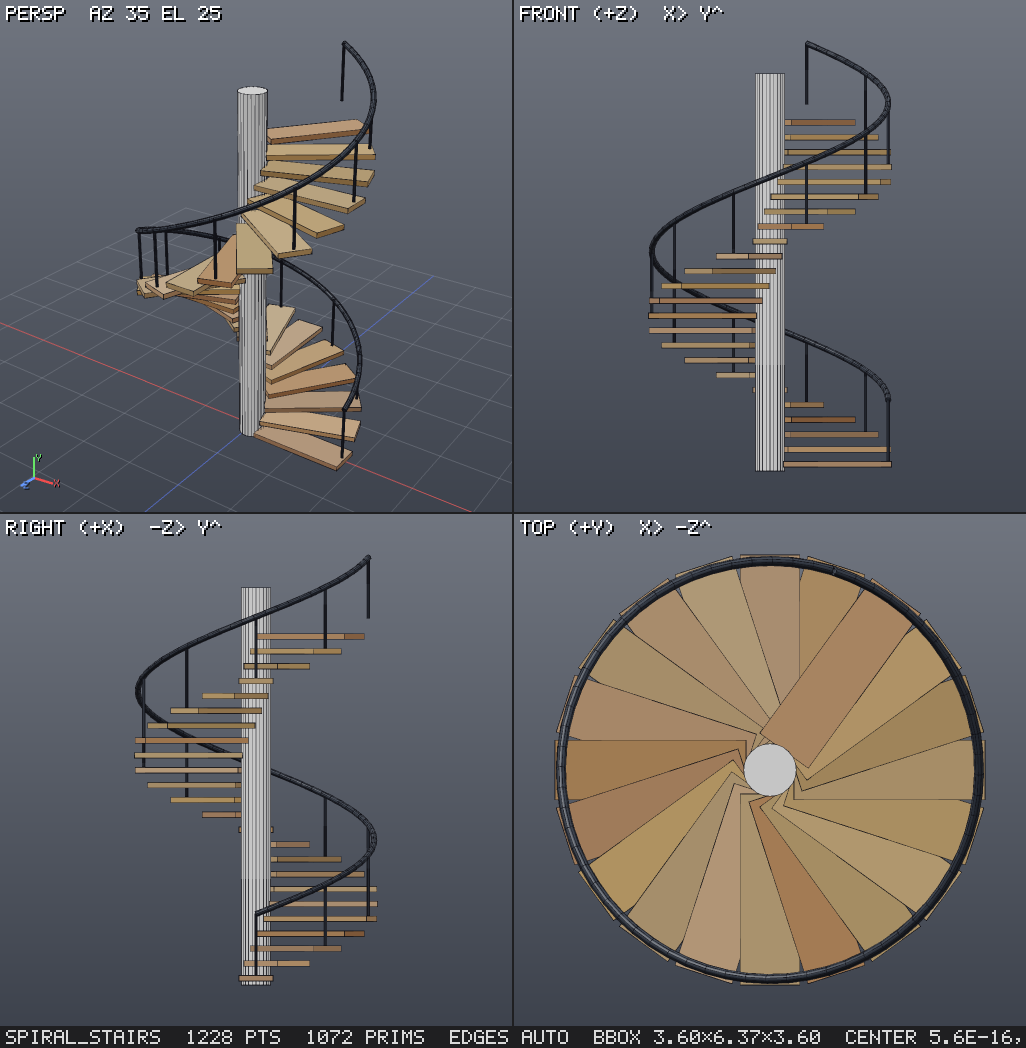 PERSP AZ 35 EL 25
FRONT (+Z) X> Y^
Y
X
Z
RIGHT (+X) -Z> Y^
TOP (+Y) X> -Z^
SPIRAL_STAIRS 1228 PTS 1072 PRIMS EDGES AUTO BBOX 3.60×6.37×3.60 CENTER 5.6E-16,